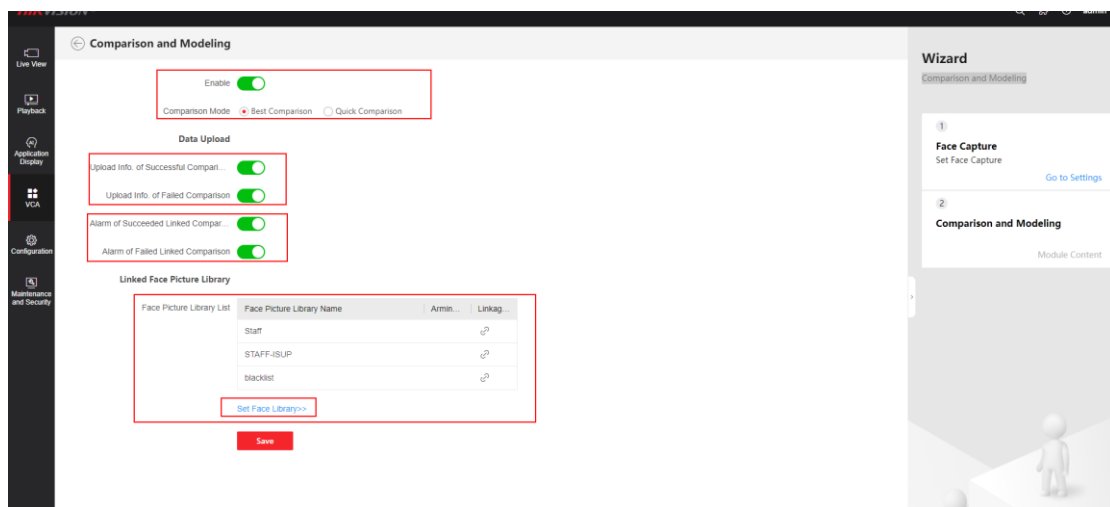 HIKVISION
admin
Comparison and Modeling
Live View
Playback
Application
Display
VCA
Configuration
Maintenance
and Security
Enable
Comparison Mode Best Comparison Quick Comparison
Data Upload
Upload Info. of Successful Compari...
Upload Info. of Failed Comparison
Alarm of Succeeded Linked Compar...
Alarm of Failed Linked Comparison
Linked Face Picture Library
Face Picture Library List Face Picture Library Name Armin... Linkag...
Staff
STAFF-ISUP
blacklist
Set Face Library>>
Save
Wizard
Comparison and Modeling
1
Face Capture
Set Face Capture
Go to Settings
2
Comparison and Modeling
Module Content